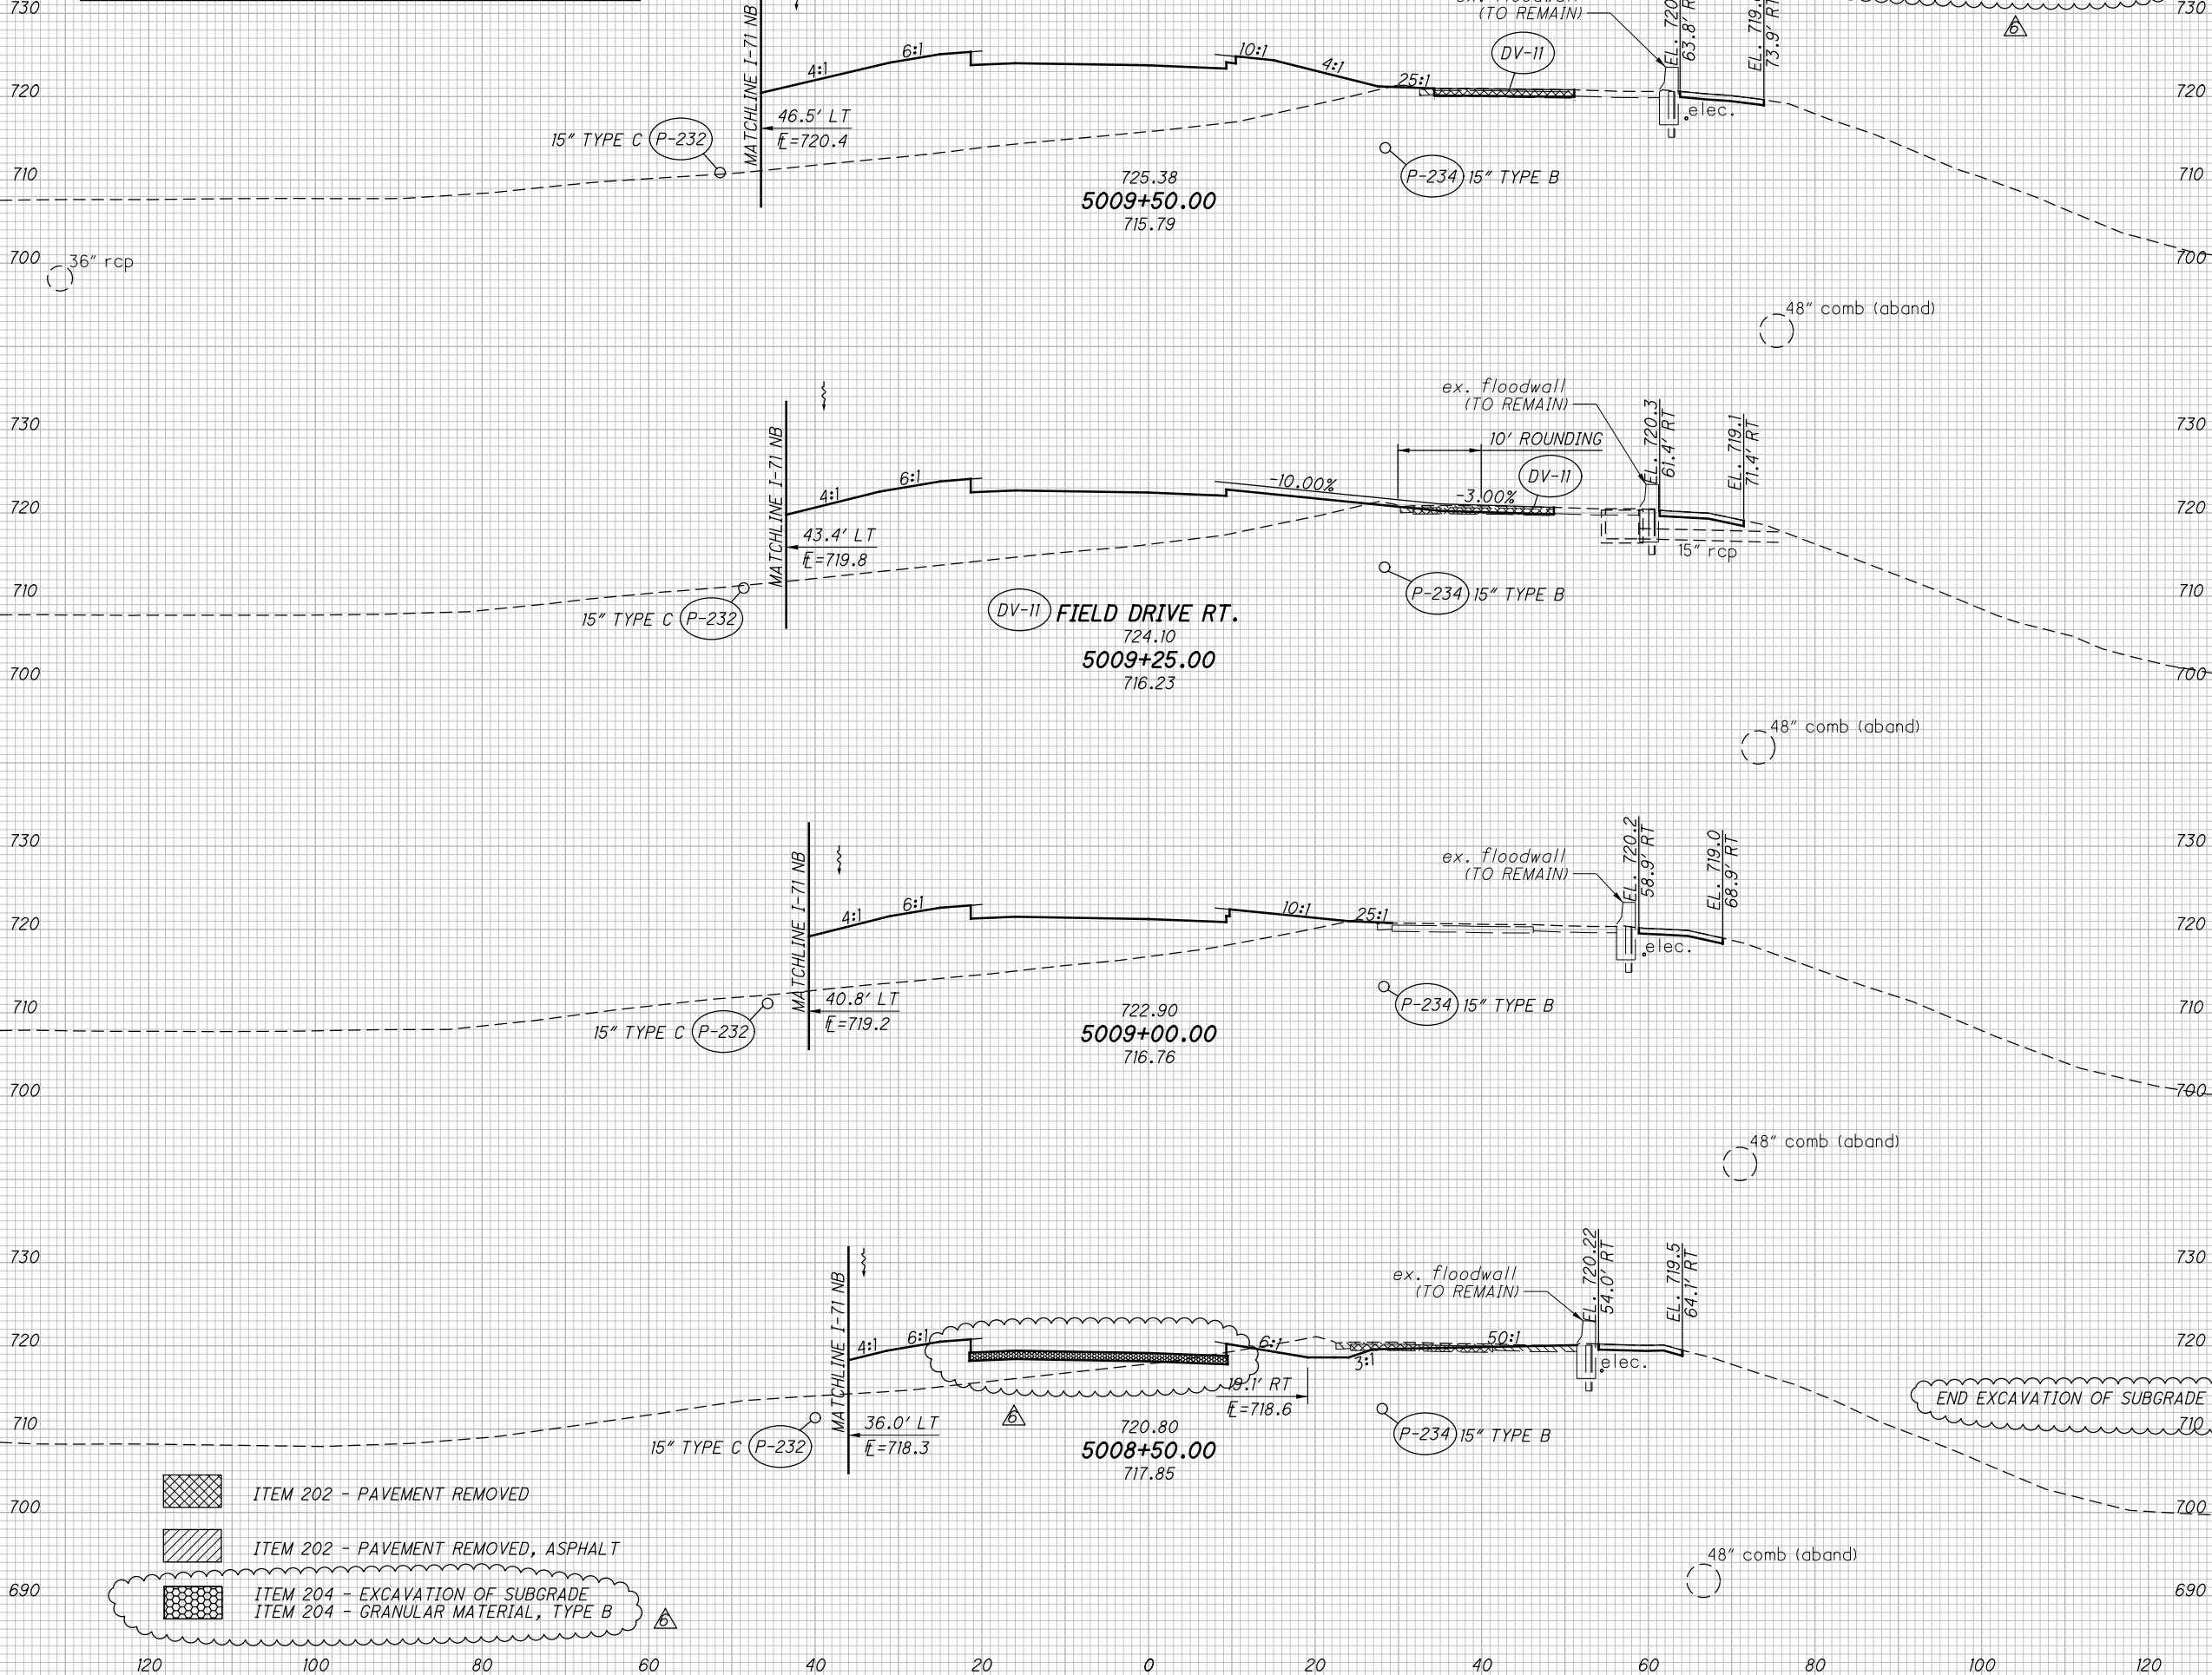 730
ex. floodwall
(TO REMAIN)
EL. 720
63.8' R
EL. 719.
73.9' RT
730
6
MATCHLINE I-71 NB
4:1
6:1
10:1
4:1
25:1
DV-11
720
720
elec.
46.5' LT
FL=720.4
15" TYPE C P-232
710
P-234 15" TYPE B
710
725.38
5009+50.00
715.79
700
36" rcp
700
48" comb (aband)
ex. floodwall
(TO REMAIN)
EL. 720.3
61.4' RT
EL. 719.1
71.4' RT
730
730
10' ROUNDING
MATCHLINE I-71 NB
4:1
6:1
-10.00%
-3.00%
DV-11
720
720
43.4' LT
FL=719.8
15" rcp
710
710
P-234 15" TYPE B
15" TYPE C P-232
DV-11 FIELD DRIVE RT.
724.10
5009+25.00
716.23
700
700
48" comb (aband)
730
EL. 720.2
58.9' RT
EL. 719.0
68.9' RT
730
ex. floodwall
(TO REMAIN)
MATCHLINE I-71 NB
4:1
6:1
10:1
25:1
720
720
elec.
40.8' LT
FL=719.2
710
P-234 15" TYPE B
710
15" TYPE C P-232
722.90
5009+00.00
716.76
700
700
48" comb (aband)
730
EL. 720.22
54.0' RT
EL. 719.5
64.1' RT
730
ex. floodwall
(TO REMAIN)
MATCHLINE I-71 NB
4:1
6:1
6:1
3:1
50:1
720
720
elec.
19.1' RT
FL=718.6
END EXCAVATION OF SUBGRADE
710
6
36.0' LT
FL=718.3
710
15" TYPE C P-232
P-234 15" TYPE B
720.80
5008+50.00
717.85
ITEM 202 - PAVEMENT REMOVED
700
700
ITEM 202 - PAVEMENT REMOVED, ASPHALT
48" comb (aband)
690
ITEM 204 - EXCAVATION OF SUBGRADE
ITEM 204 - GRANULAR MATERIAL, TYPE B
6
690
120 100 80 60 40 20 0 20 40 60 80 100 120